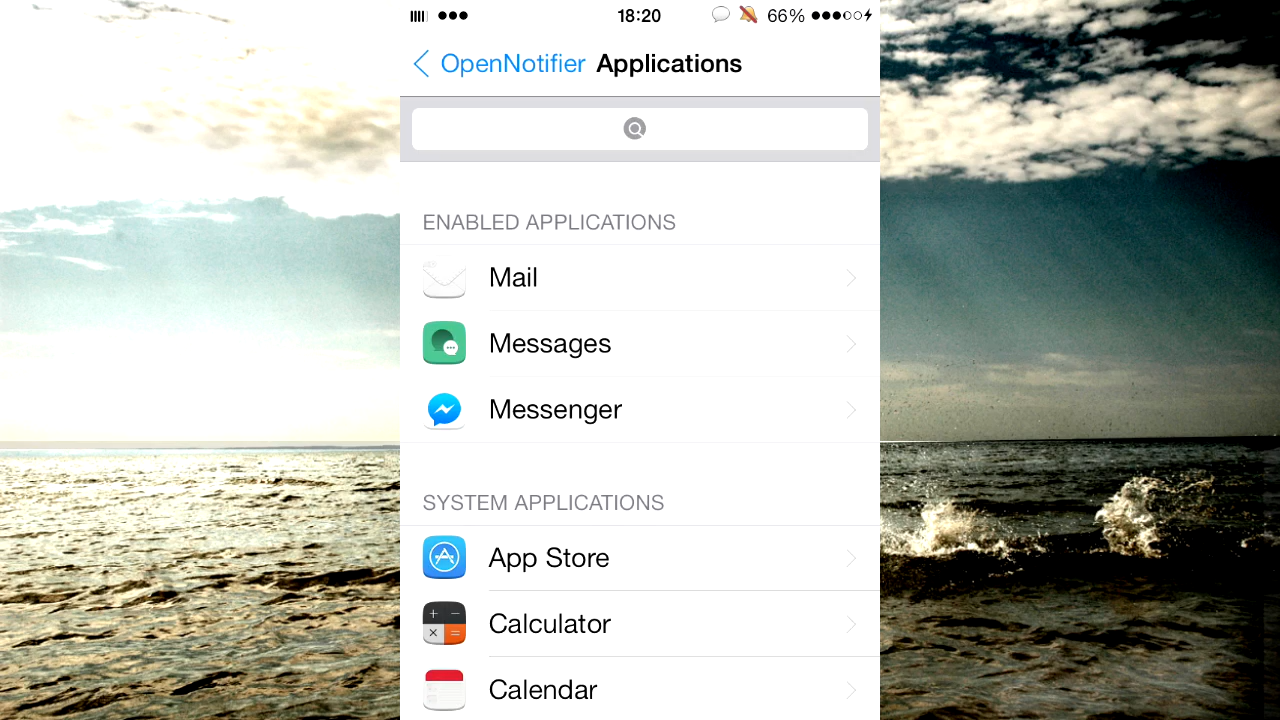 18:20 66%
OpenNotifier Applications
ENABLED APPLICATIONS
Mail
Messages
Messenger
SYSTEM APPLICATIONS
App Store
Calculator
Calendar